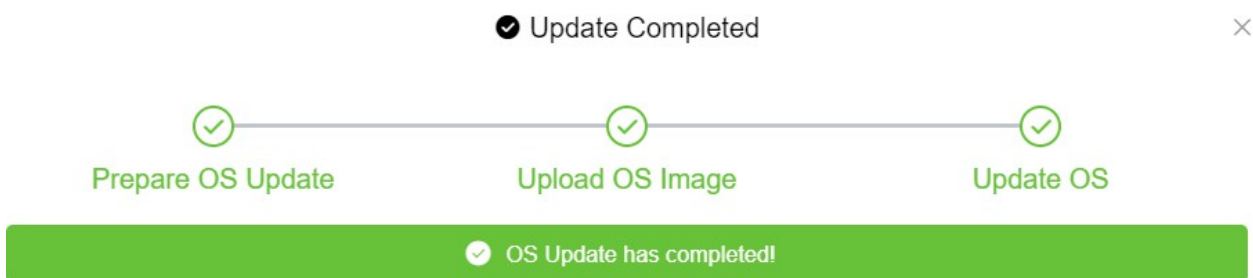 Update Completed
Prepare OS Update Upload OS Image Update OS
OS Update has completed!